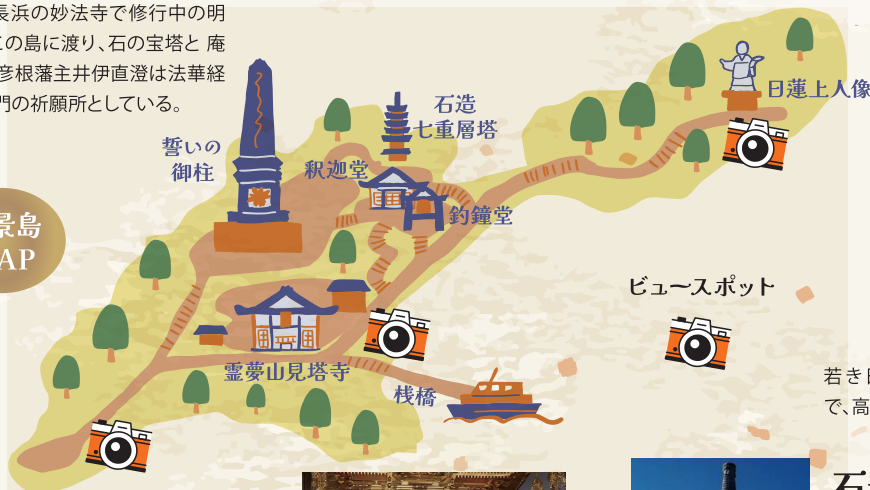 長浜の妙法寺で修行中の明
の島に渡り、石の宝塔と 庵
彦根藩主井伊直澄は法華経
門の祈願所としている。
石造
七重層塔
日蓮上人像
誓いの
御柱
釈迦堂
釣鐘堂
景島
AP
ビュースポット
霊夢山見塔寺
桟橋
若き
で、高
石